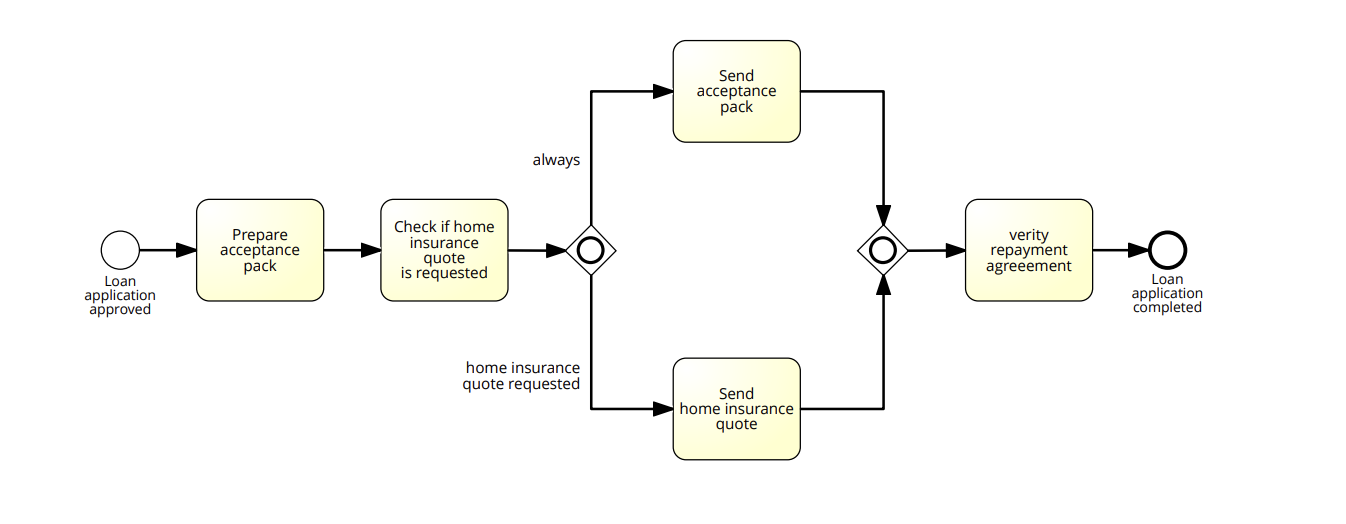 Loan
application
approved
Prepare
acceptance
pack
Check if home
insurance
quote
is requested
always
home insurance
quote requested
Send
acceptance
pack
Send
home insurance
quote
verity
repayment
agreeement
Loan
application
completed